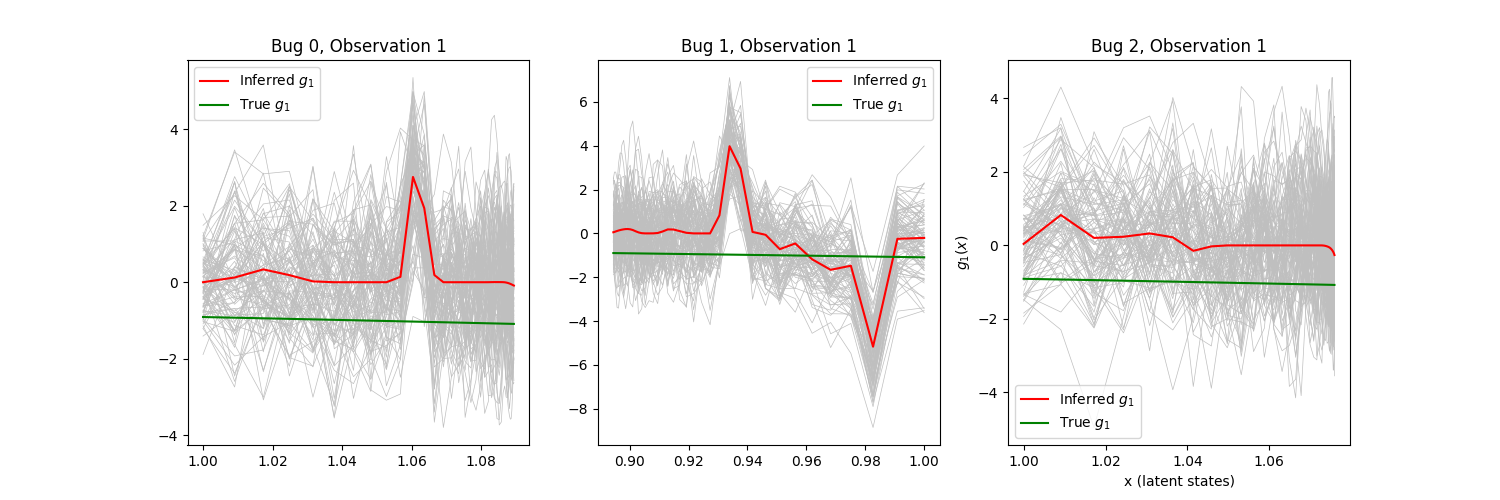 Bug 0, Observation 1
Inferred g₁
True g₁
4
2
0
−2
−4
1.00 1.02 1.04 1.06 1.08
Bug 1, Observation 1
Inferred g₁
True g₁
6
4
2
0
−2
−4
−6
−8
0.90 0.92 0.94 0.96 0.98 1.00
Bug 2, Observation 1
g₁(x)
4
2
0
−2
−4
Inferred g₁
True g₁
1.00 1.02 1.04 1.06
x (latent states)